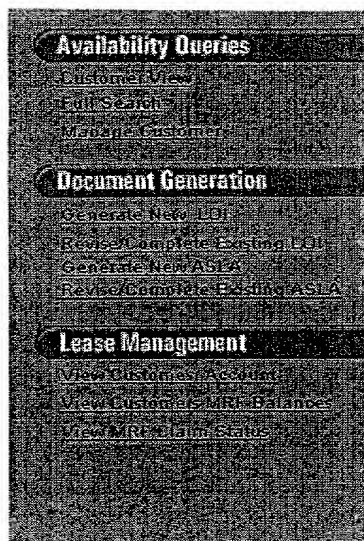 Availability Queries
Customer View
Full Search
Manage Customer
Document Generation
Generate New LOI
Revise/Complete Existing LOI
Generate New ASLA
Revise/Complete Existing ASLA
Lease Management
View Customer Account
View Customers MRF Balances
View MRF Claim Status